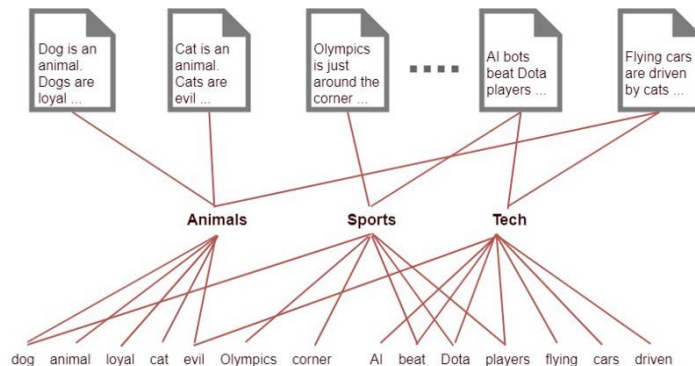 Dog is an
animal.
Dogs are
loyal ...
Cat is an
animal.
Cats are
evil ...
Olympics
is just
around the
corner ...
AI bots
beat Dota
players ...
Flying cars
are driven
by cats ...
Animals Sports Tech
dog animal loyal cat evil Olympics corner AI beat Dota players flying cars driven